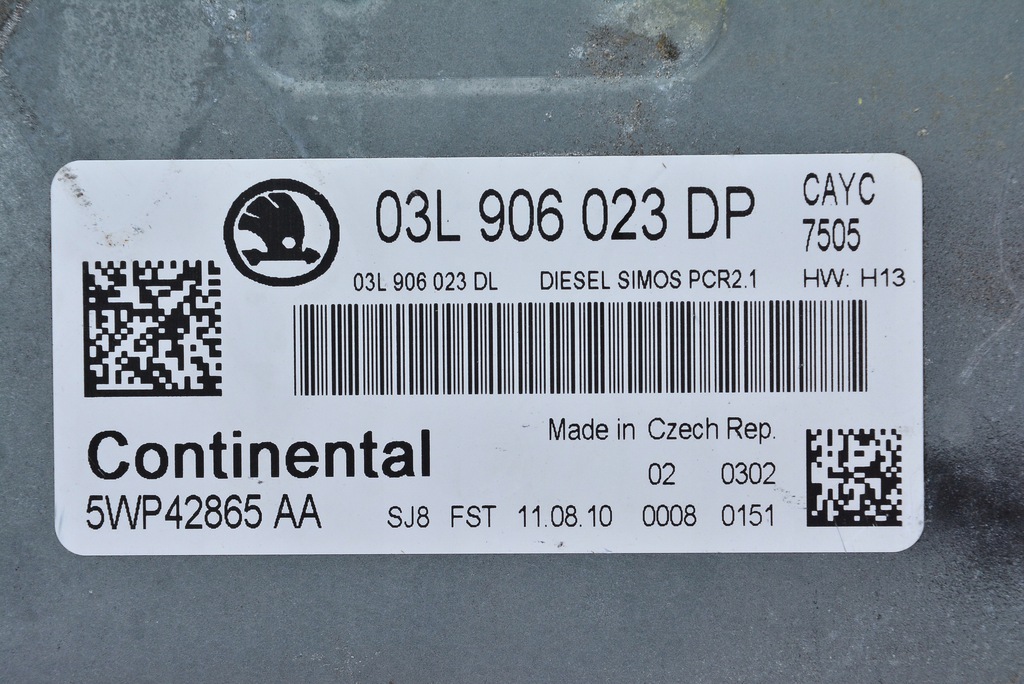 03L 906 023 DP
CAYC
7505
03L 906 023 DL DIESEL SIMOS PCR2.1 HW: H13
Made in Czech Rep.
Continental
02 0302
5WP42865 AA
SJ8 FST 11.08.10 0008 0151